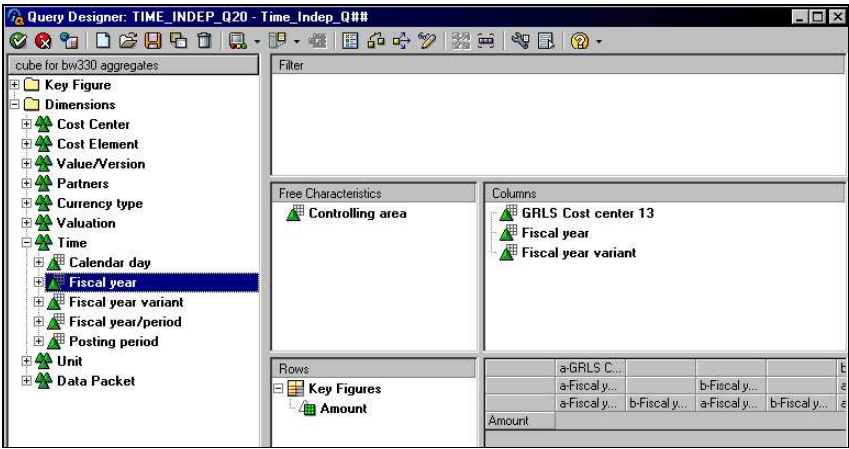 Query Designer: TIME_INDEP_Q20 - Time_Indep_Q##
cube for bw330 aggregates
Key Figure
Dimensions
Cost Center
Cost Element
Value/Version
Partners
Currency type
Valuation
Time
Calendar day
Fiscal year
Fiscal year variant
Fiscal year/period
Posting period
Unit
Data Packet
Filter
Free Characteristics
Controlling area
Columns
GRLS Cost center 13
Fiscal year
Fiscal year variant
Rows
Key Figures
Amount
a-GRLS C...
a-Fiscal y... b-Fiscal y...
a-Fiscal y... b-Fiscal y... a-Fiscal y... b-Fiscal y...
Amount